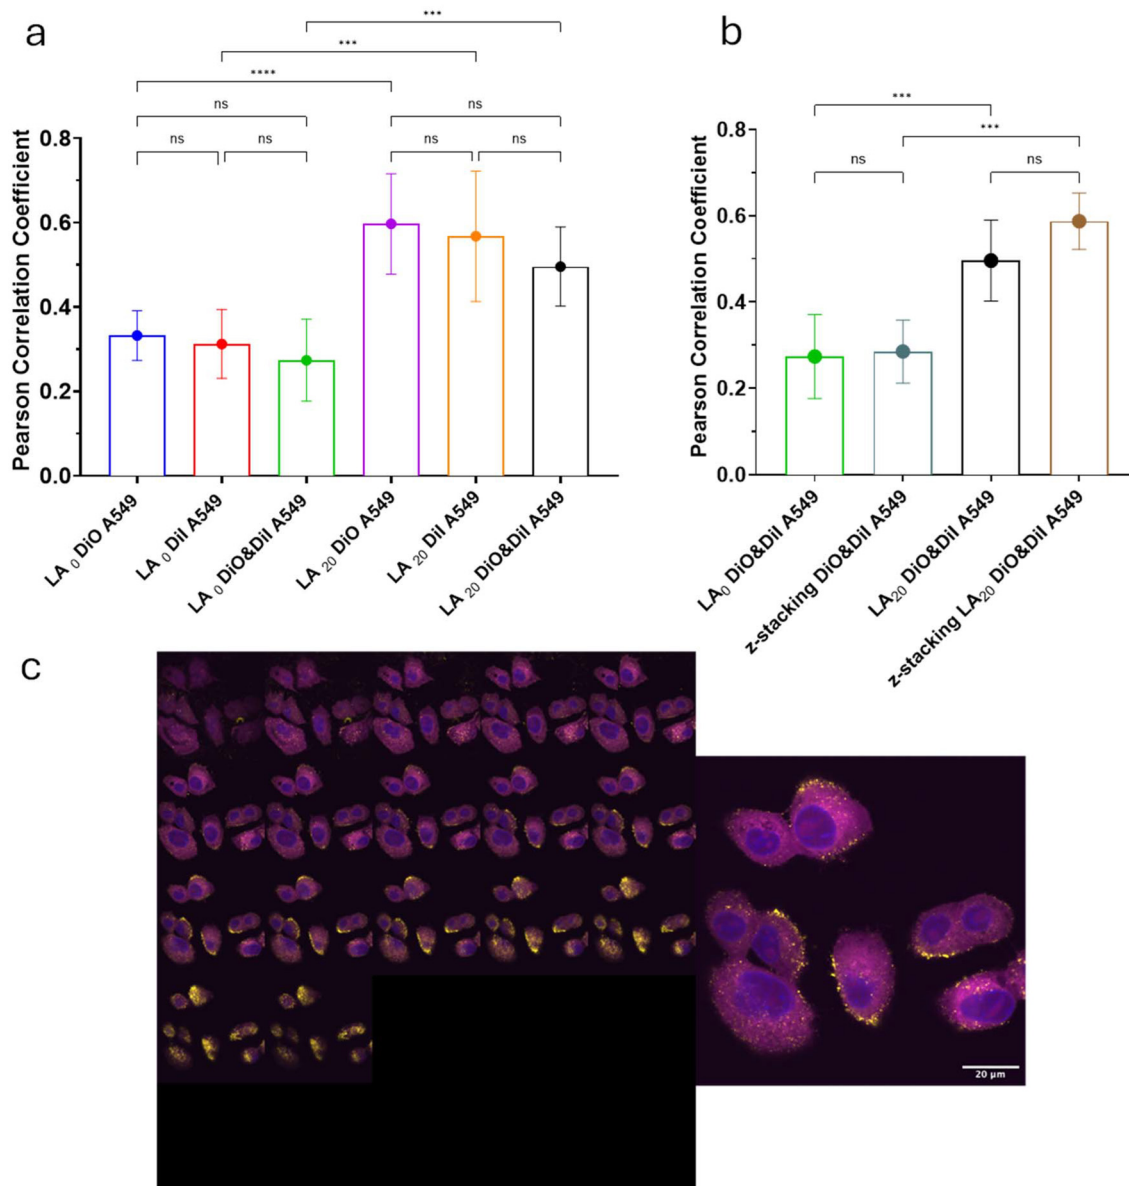 a
***
***
****
ns
ns
ns
ns
ns
ns
Pearson Correlation Coefficient
0.8
0.6
0.4
0.2
0.0
LA 0 DiO A549
LA 0 DiI A549
LA 0 DiO&DiI A549
LA 20 DiO A549
LA 20 DiI A549
LA 20 DiO&DiI A549
b
***
***
ns
ns
Pearson Correlation Coefficient
0.8
0.6
0.4
0.2
0.0
LA0 DiO&DiI A549
z-stacking DiO&DiI A549
LA20 DiO&DiI A549
z-stacking LA20 DiO&DiI A549
c
20 µm